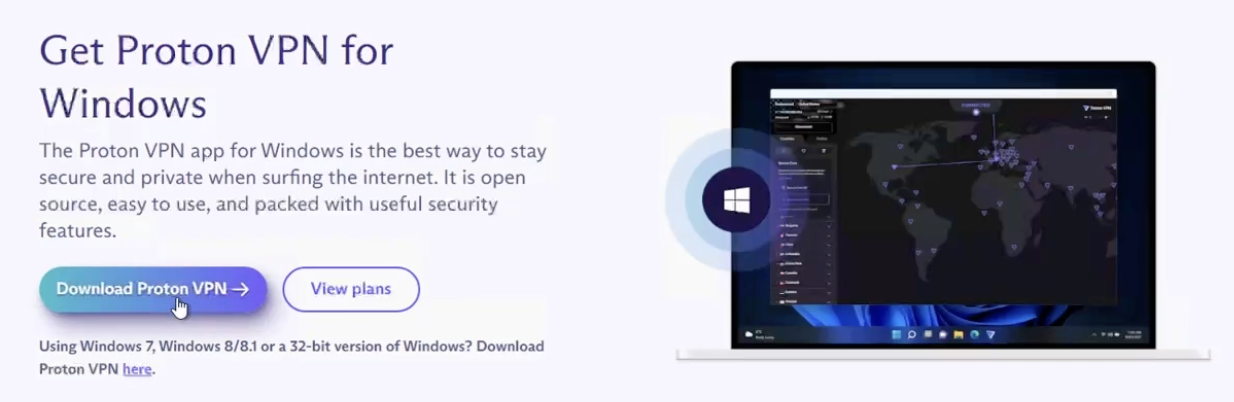 Get Proton VPN for
Windows
The Proton VPN app for Windows is the best way to stay
secure and private when surfing the internet. It is open
source, easy to use, and packed with useful security
features.
Download Proton VPN →
View plans
Using Windows 7, Windows 8/8.1 or a 32-bit version of Windows? Download
Proton VPN here.